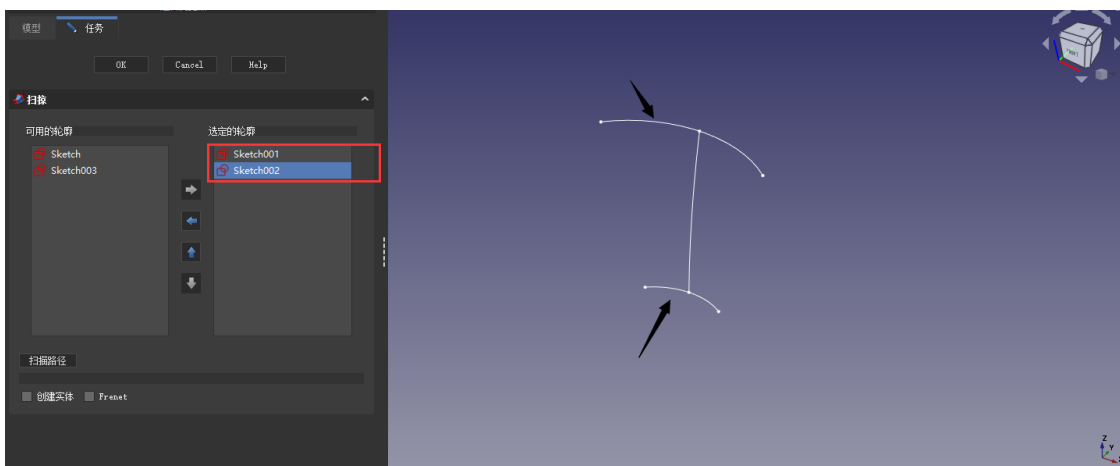 模型 任务
OK Cancel Help
扫掠
可用的轮廓 选定的轮廓
Sketch Sketch001
Sketch003 Sketch002
扫描路径
创建实体 Frenet
Z
Y